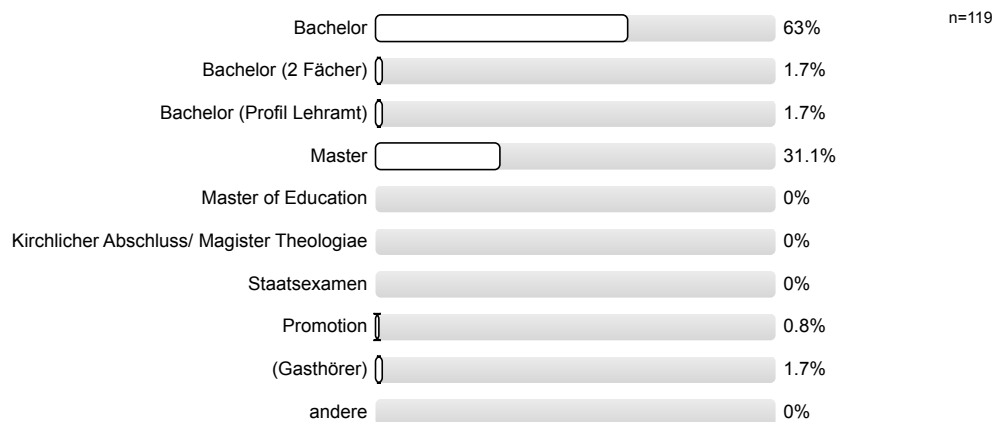 Bachelor 63% n=119
Bachelor (2 Fächer) 1.7%
Bachelor (Profil Lehramt) 1.7%
Master 31.1%
Master of Education 0%
Kirchlicher Abschluss/ Magister Theologiae 0%
Staatsexamen 0%
Promotion 0.8%
(Gasthörer) 1.7%
andere 0%